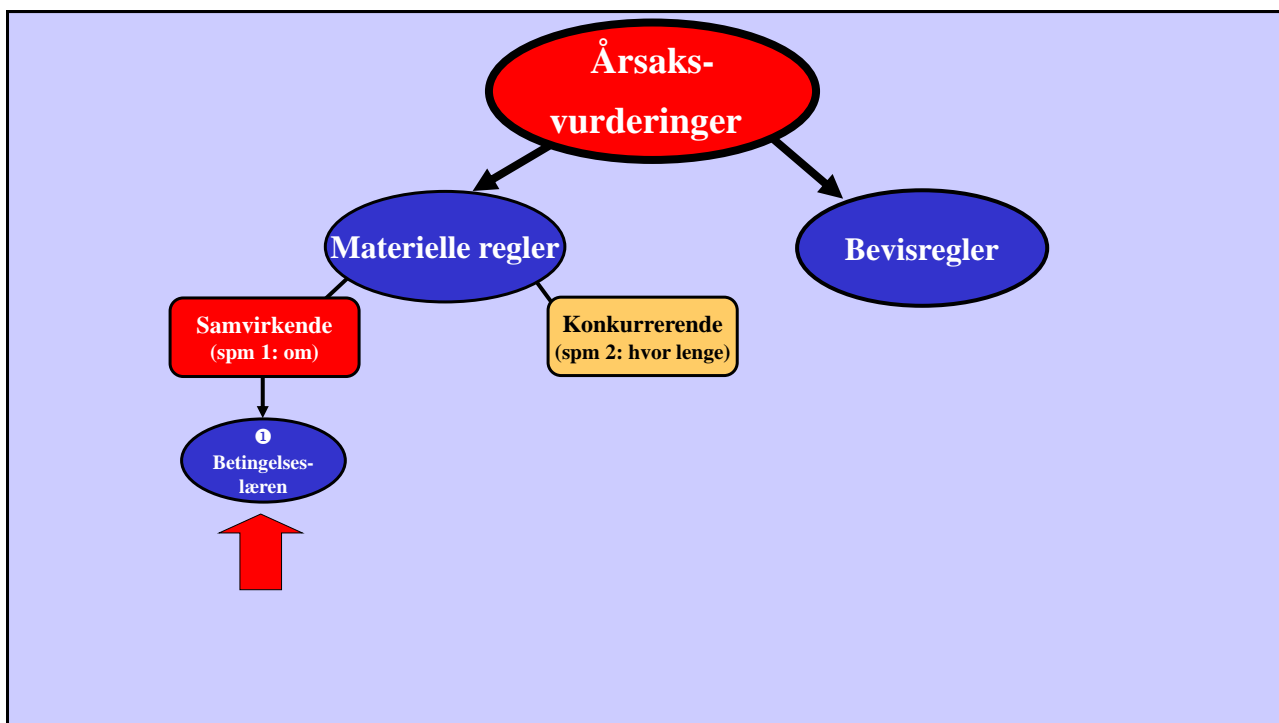 Årsaks-
vurderinger
Materielle regler
Bevisregler
Samvirkende
(spm 1: om)
Konkurrerende
(spm 2: hvor lenge)
❶
Betingelses-
læren